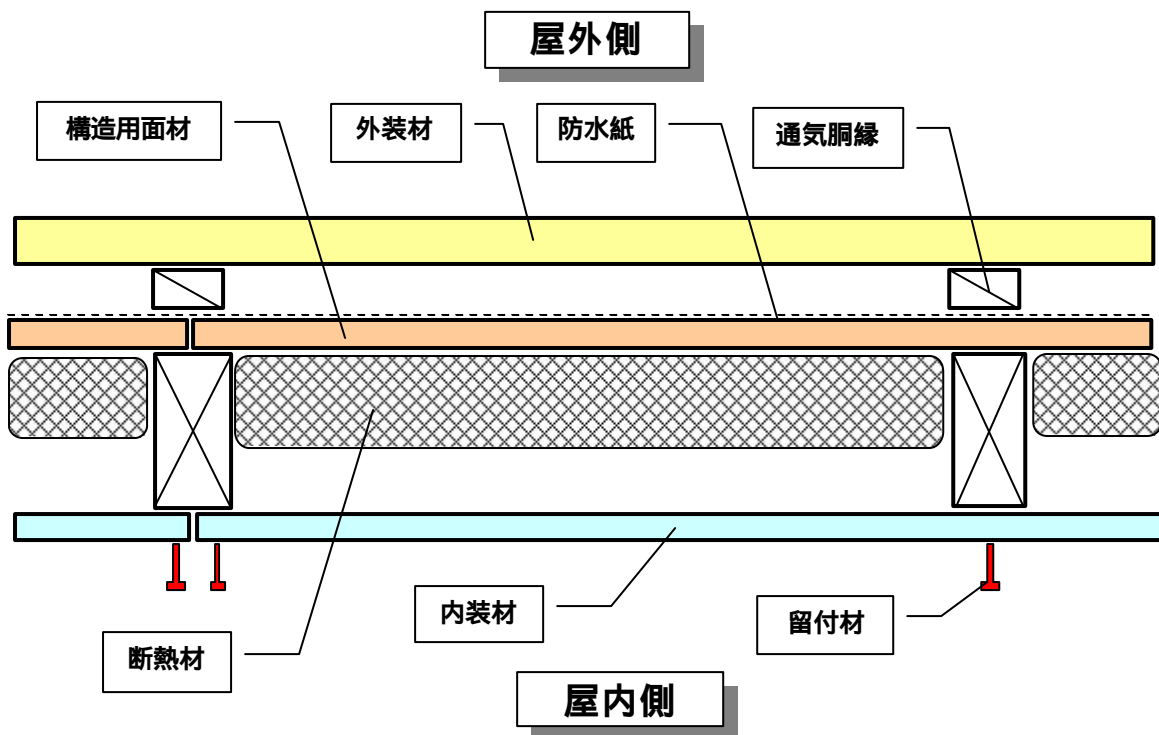 屋外側
構造用面材
外装材
防水紙
通気胴縁
内装材
留付材
断熱材
屋内側